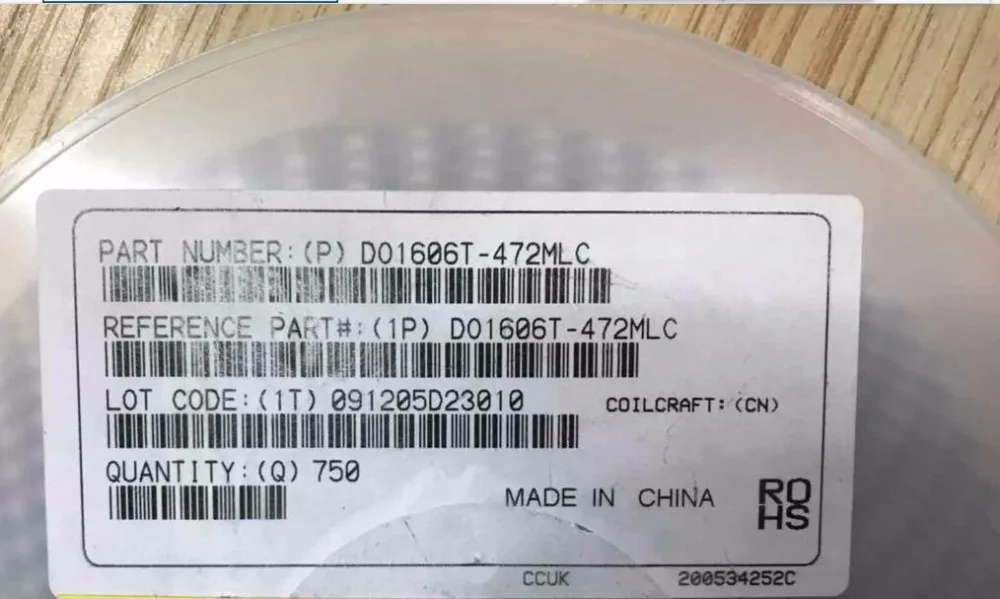 PART NUMBER:(P) DO1606T-472MLC
REFERENCE PART#:(1P) DO1606T-472MLC
LOT CODE:(1T) 091205D23010
COILCRAFT:(CN)
QUANTITY:(Q) 750
MADE IN CHINA
RO
HS
CCUK
200534252C